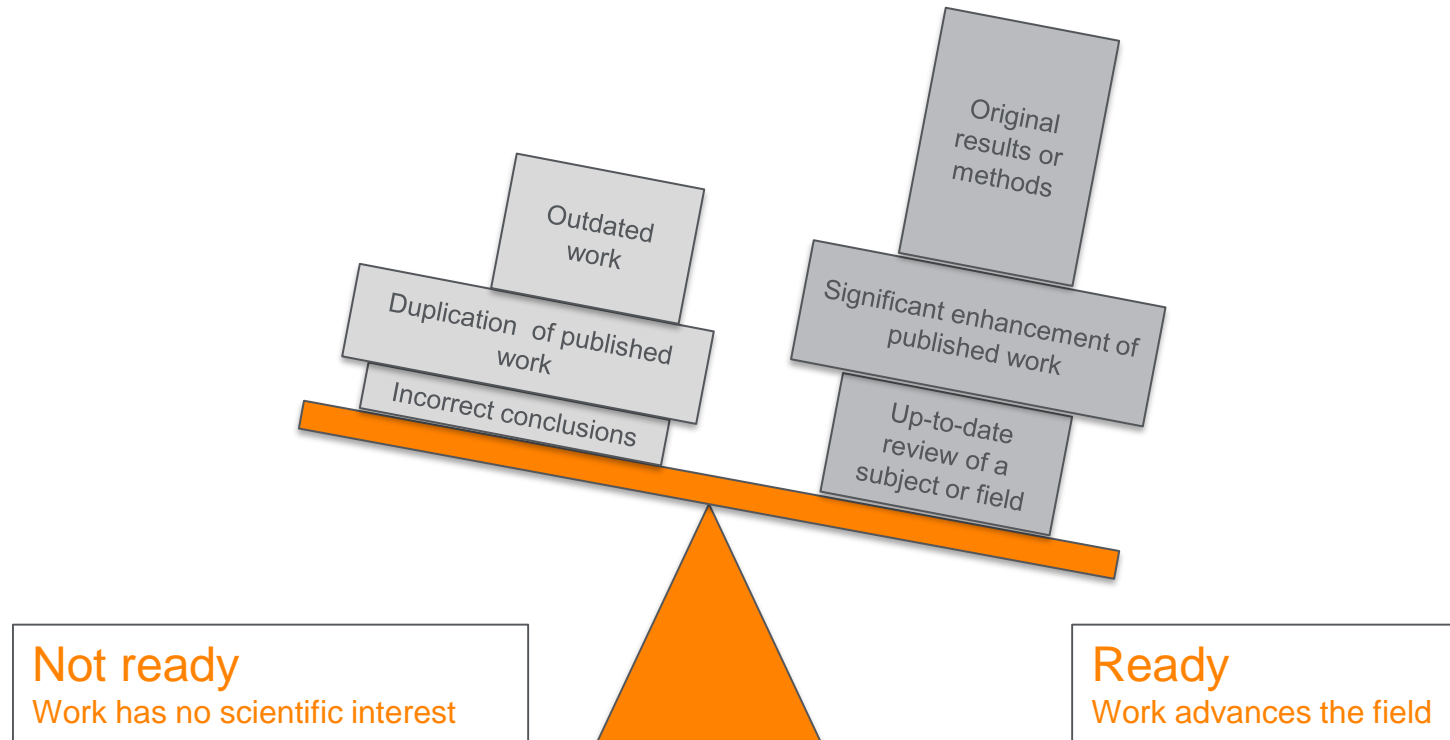 Outdated
work
Duplication of published
work
Incorrect conclusions
Original
results or
methods
Significant enhancement of
published work
Up-to-date
review of a
subject or field
Not ready
Work has no scientific interest
Ready
Work advances the field